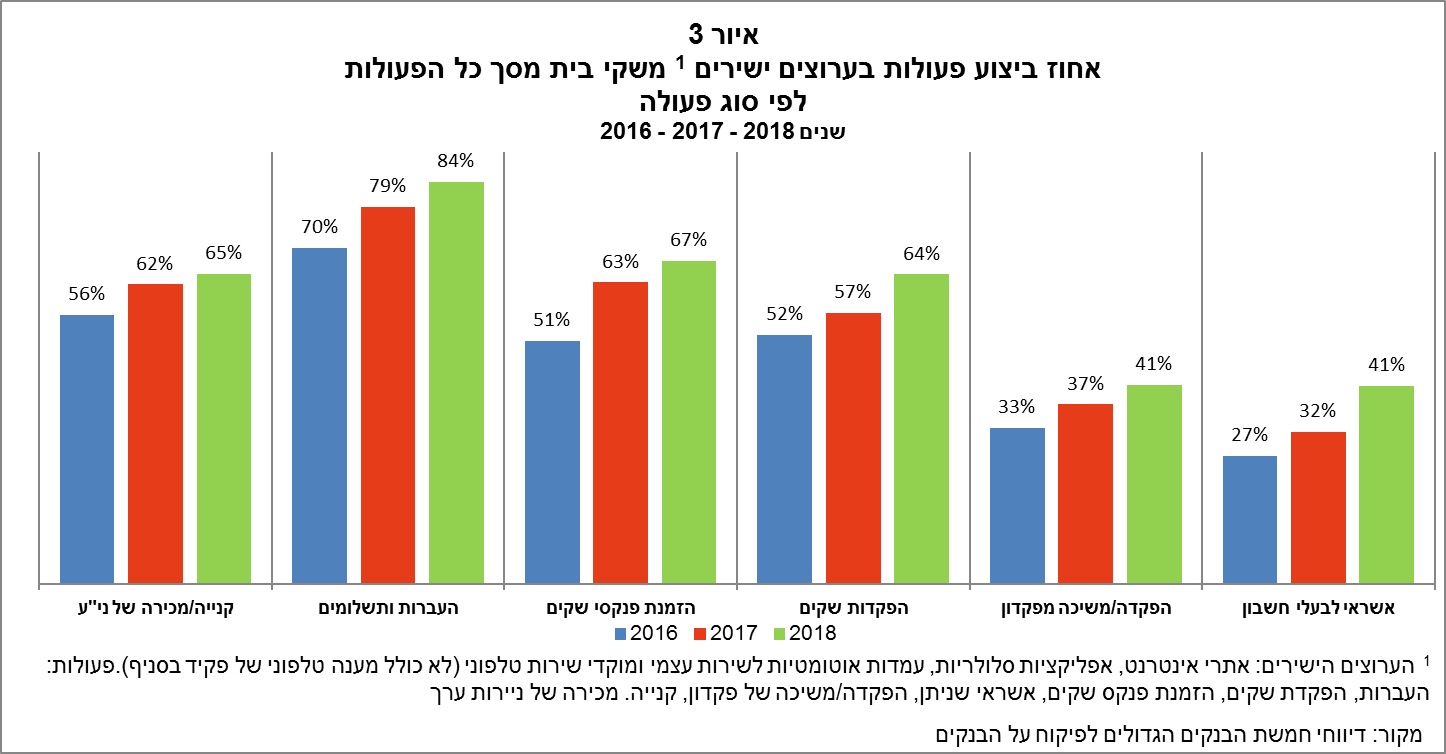 איור 3
אחוז ביצוע פעולות בערוצים ישירים 1 משקי בית מסך כל הפעולות
לפי סוג פעולה
שנים 2018 - 2017 - 2016
56% 62% 65%
70% 79% 84%
51% 63% 67%
52% 57% 64%
33% 37% 41%
27% 32% 41%
קנייה/מכירה של ני"ע
העברות ותשלומים
הזמנת פנקסי שקים
הפקדות שקים
הפקדה/משיכה מפקדון
אשראי לבעלי חשבון
2016 2017 2018
1 הערוצים הישירים: אתרי אינטרנט, אפליקציות סלולריות, עמדות אוטומטיות לשירות עצמי ומוקדי שירות טלפוני (לא כולל מענה טלפוני של פקיד בסניף).פעולות:
העברות, הפקדת שקים, הזמנת פנקס שקים, אשראי שניתן, הפקדה/משיכה של פקדון, קנייה. מכירה של ניירות ערך
מקור: דיווחי חמשת הבנקים הגדולים לפיקוח על הבנקים